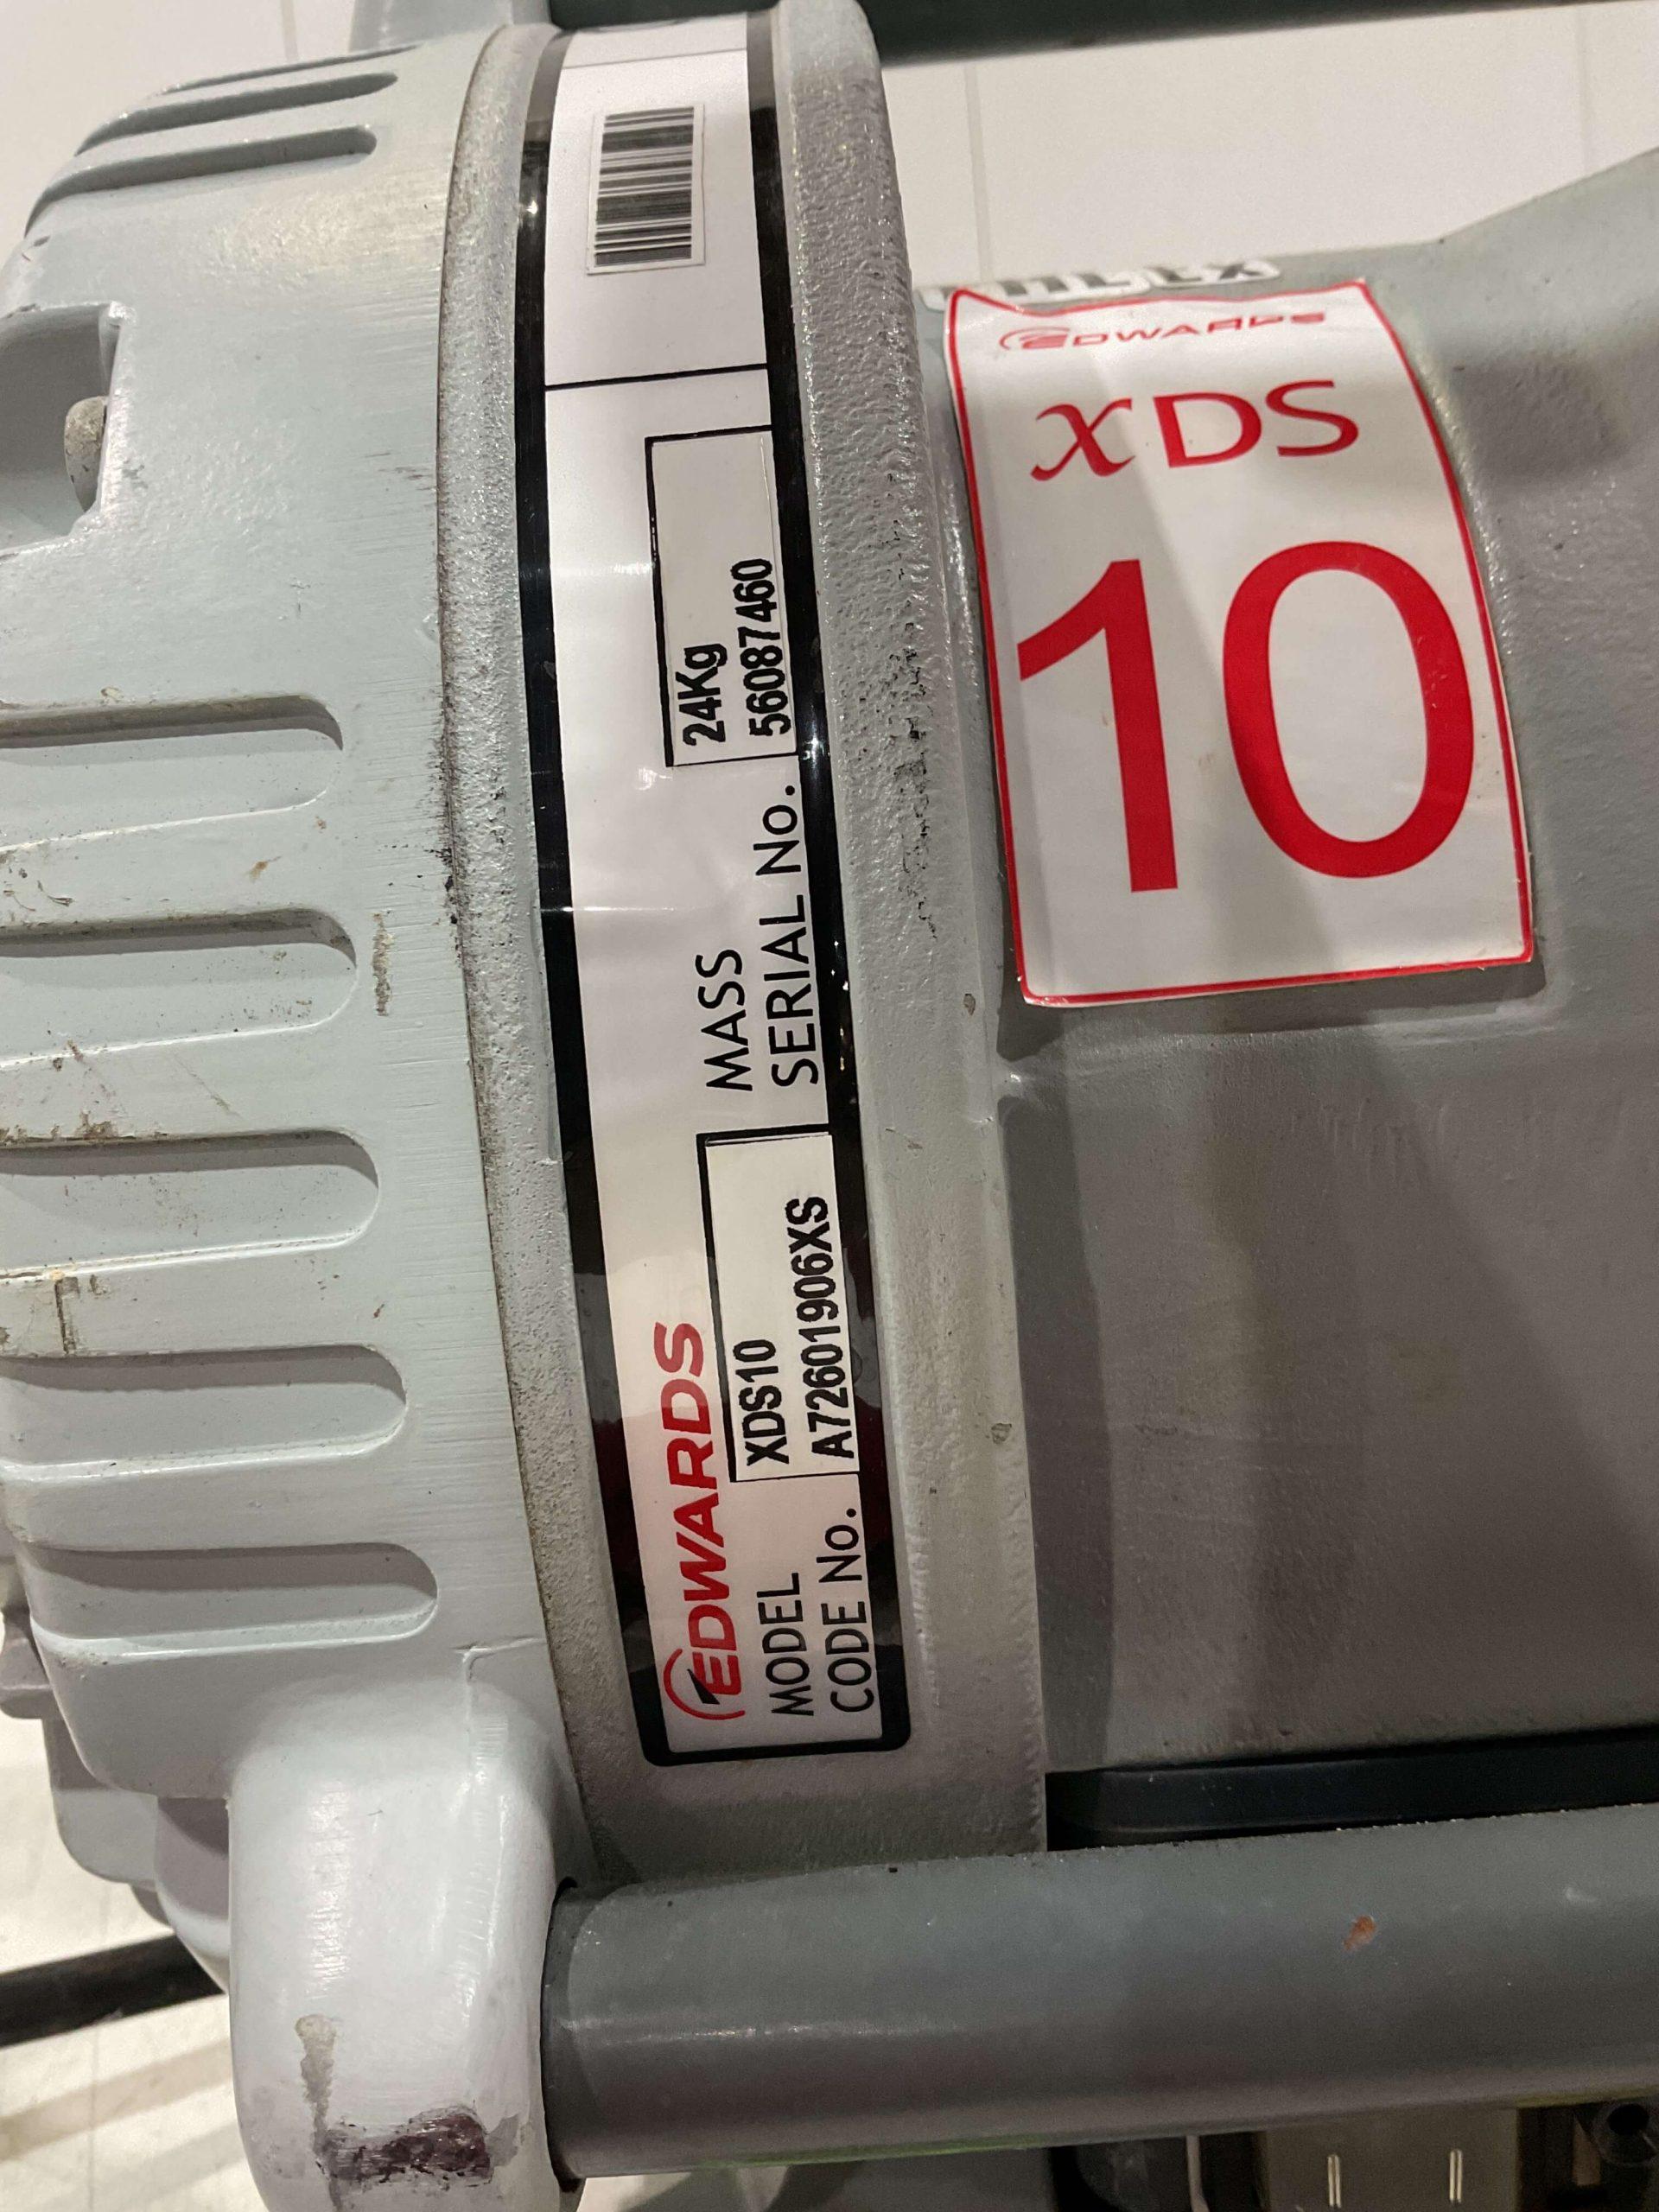 EDWARDS
MODEL XDS10
CODE No. A72601906XS
MASS 24Kg
SERIAL No. 56087460
EDWARDS
XDS
10